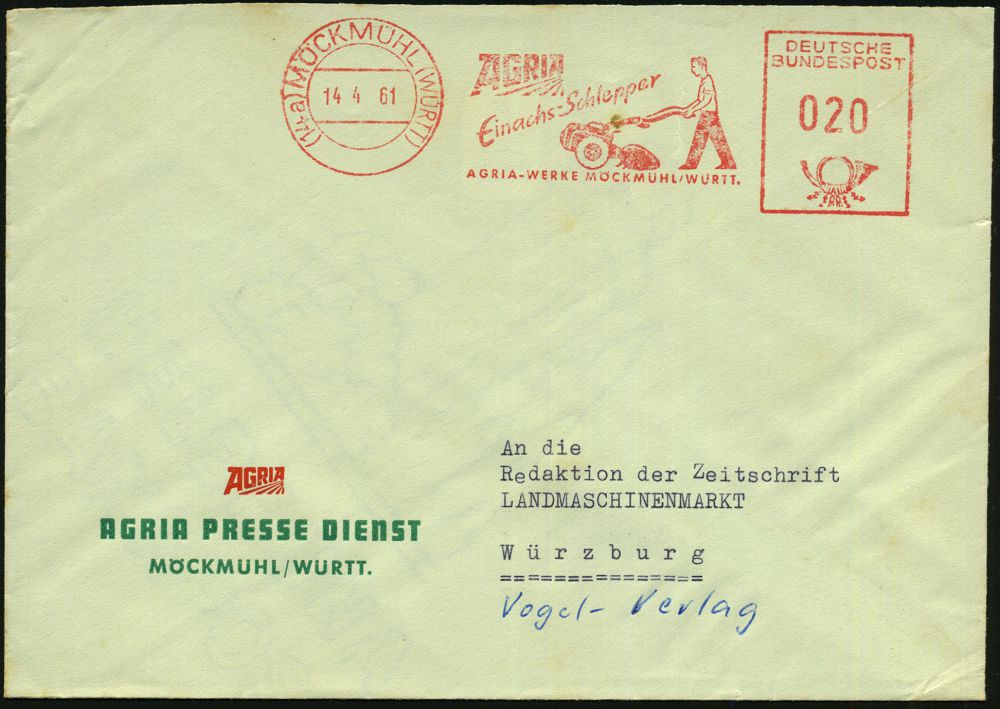 (14a) MÖCKMÜHL (WÜRTT)
14 4 61
AGRIA
Einachs-Schlepper
AGRIA-WERKE MÖCKMÜHL/WÜRTT.
DEUTSCHE
BUNDESPOST
020
AGRIA
AGRIA PRESSE DIENST
MÖCKMÜHL/WÜRTT.
An die
Redaktion der Zeitschrift
LANDMASCHINENMARKT
Würzburg
===============
Vogel-Verlag